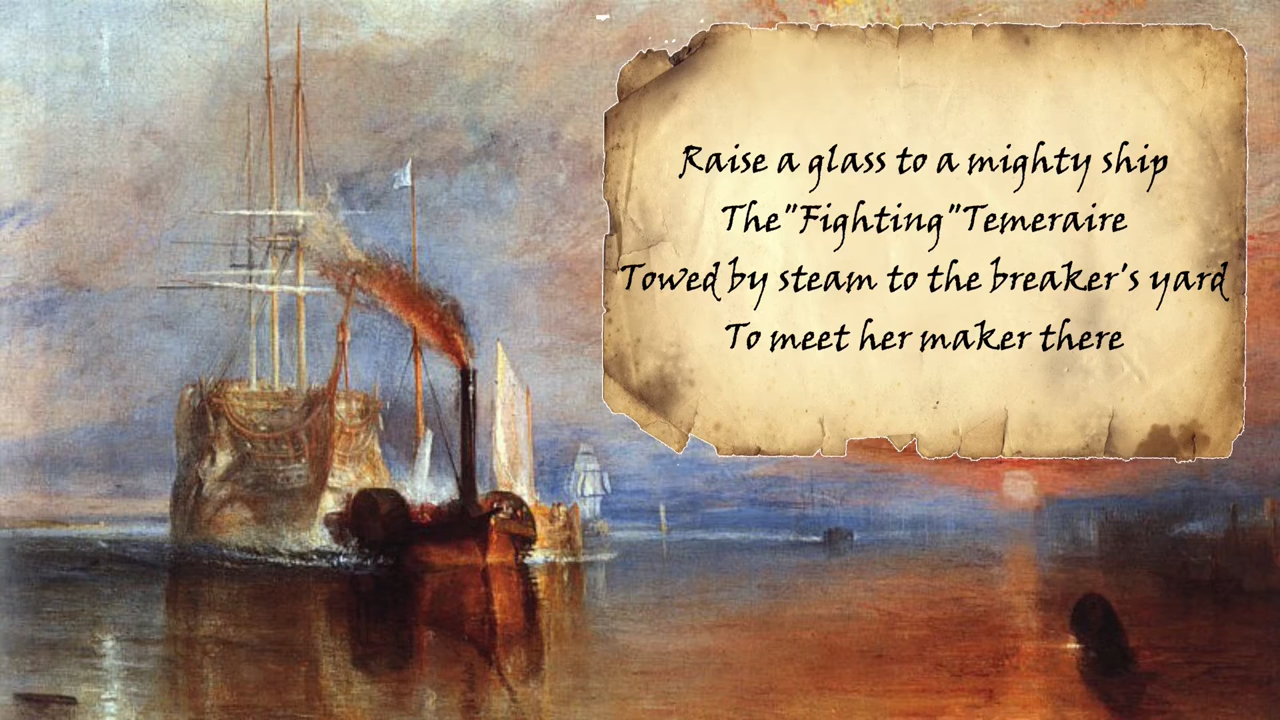 Raise a glass to a mighty ship
The"Fighting"Temeraire
Towed by steam to the breaker's yard
To meet her maker there